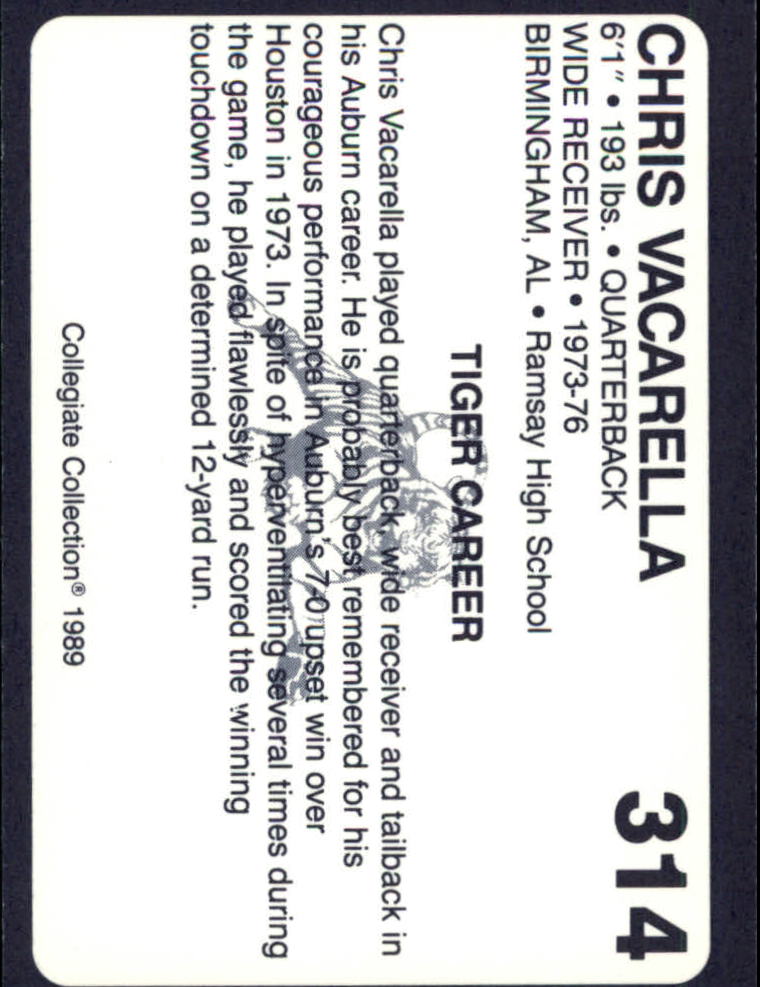 CHRIS VACARELLA 314
6'1" • 193 lbs. • QUARTERBACK
WIDE RECEIVER • 1973-76
BIRMINGHAM, AL • Ramsay High School
TIGER CAREER
Chris Vacarella played quarterback, wide receiver and tailback in
his Auburn career. He is probably best remembered for his
courageous performance in Auburn's 7-0 upset win over
Houston in 1973. In spite of hyperventilating several times during
the game, he played flawlessly and scored the winning
touchdown on a determined 12-yard run.
Collegiate Collection® 1989